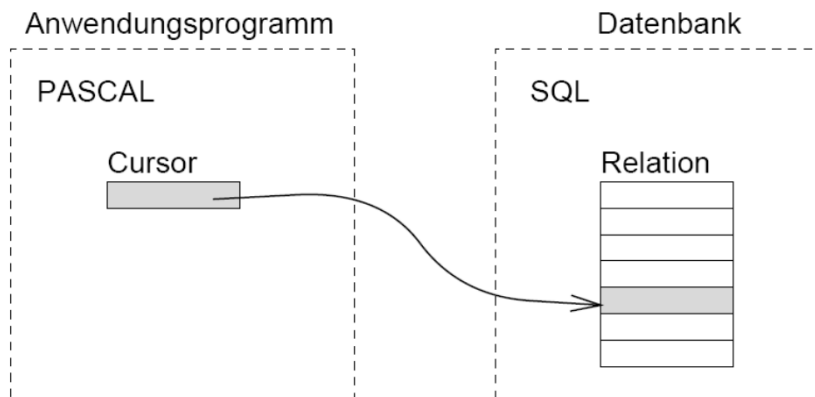 Anwendungsprogramm
Datenbank
PASCAL
SQL
Cursor
Relation